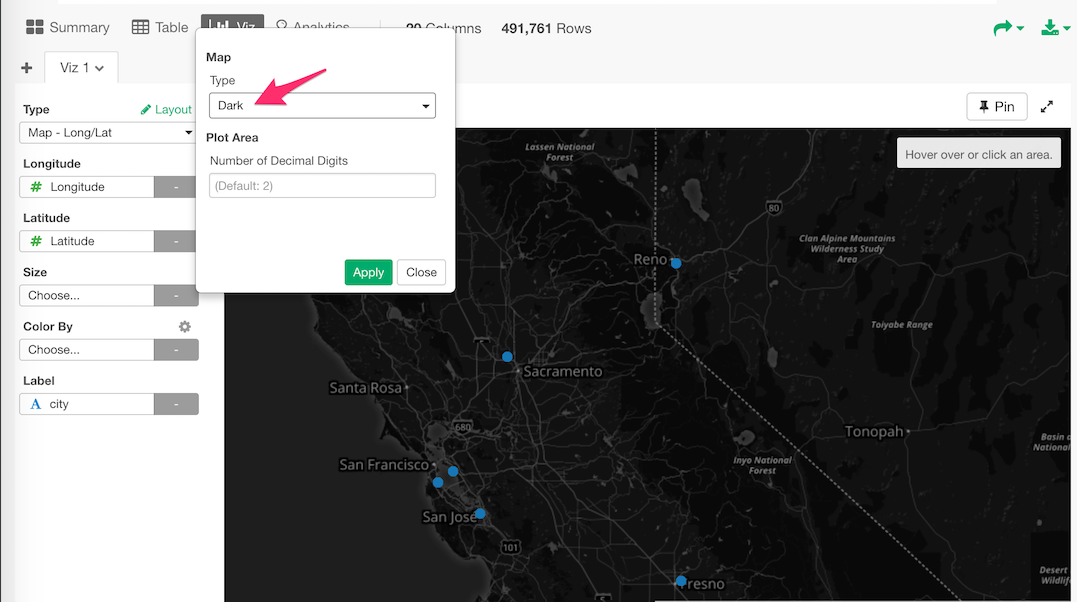 Summary
Table
Viz
Analytics
20 Columns
491,761 Rows
Viz 1
Map
Type
Dark
Plot Area
Number of Decimal Digits
(Default: 2)
Apply
Close
Type
Layout
Map - Long/Lat
Longitude
# Longitude
-
Latitude
# Latitude
-
Size
Choose...
-
Color By
Choose...
-
Label
A city
-
Pin
Hover over or click an area.
Lassen National
Forest
80
Clan Alpine Mountains
Wilderness Study
Area
Reno
Toiyabe Range
Sacramento
Santa Rosa
680
Tonopah
Basin
National
San Francisco
Inyo National
Forest
San Jose
101
Desert
Wildlif
Fresno
5